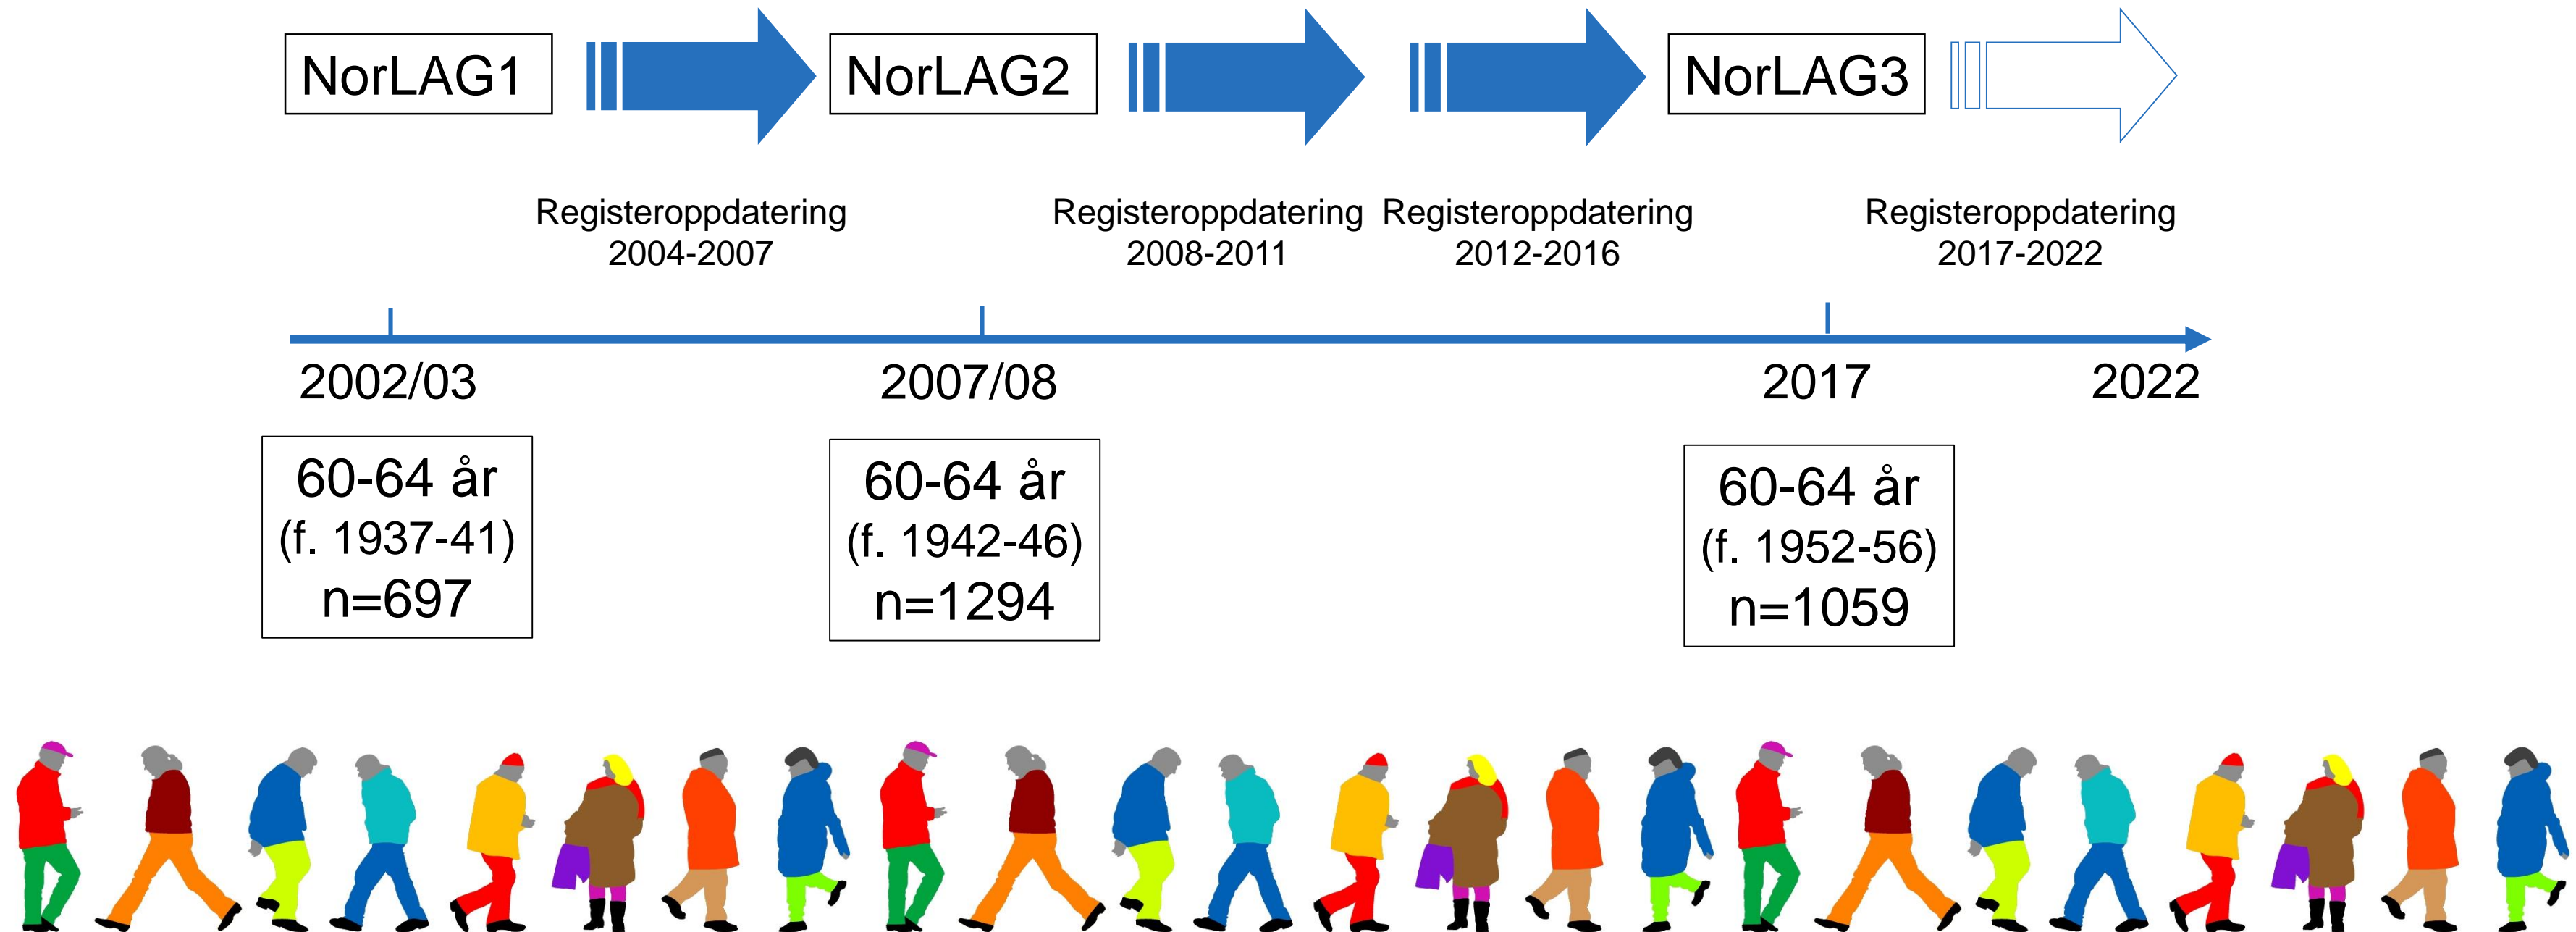 NorLAG1
NorLAG2
NorLAG3
Registeroppdatering
2004-2007
Registeroppdatering
2008-2011
Registeroppdatering
2012-2016
Registeroppdatering
2017-2022
2002/03
2007/08
2017
2022
60-64 år
(f. 1937-41)
n=697
60-64 år
(f. 1942-46)
n=1294
60-64 år
(f. 1952-56)
n=1059